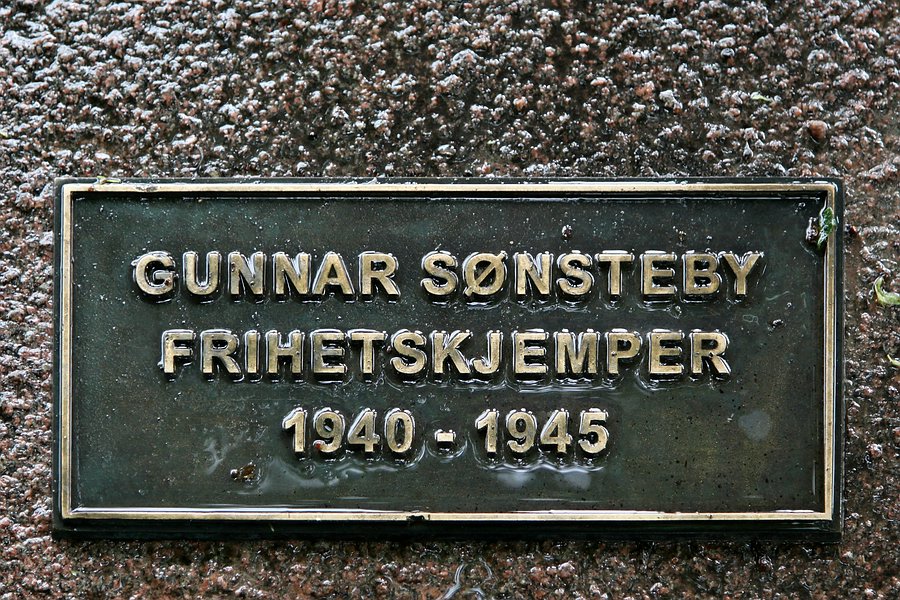 GUNNAR SØNSTEBY
FRIHETSKJEMPER
1940 - 1945